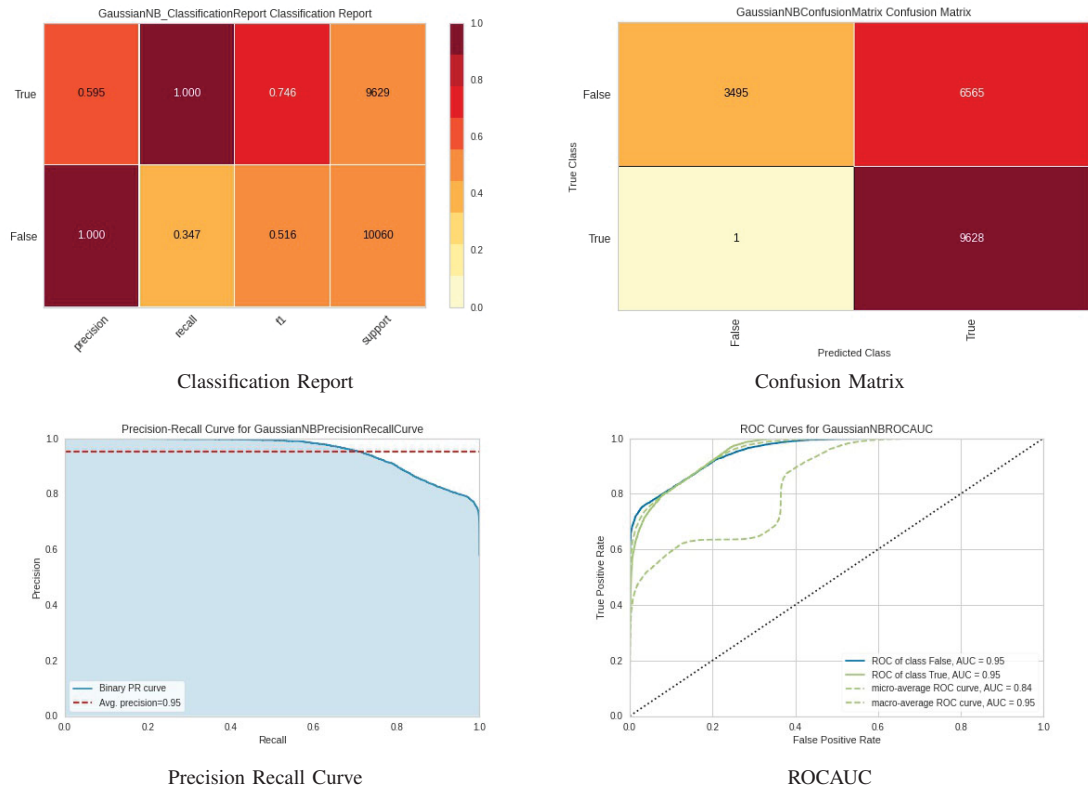 GaussianNB_ClassificationReport Classification Report
1.0
0.8
0.6
0.4
0.2
0.0
True
0.595
1.000
0.746
9629
False
1.000
0.347
0.516
10060
precision
recall
f1
support
Classification Report
GaussianNBConfusionMatrix Confusion Matrix
True Class
False
3495
6565
True
1
9628
False
True
Predicted Class
Confusion Matrix
Precision-Recall Curve for GaussianNBPrecisionRecallCurve
Precision
1.0
0.8
0.6
0.4
0.2
0.0
Binary PR curve
Avg. precision=0.95
0.0 0.2 0.4 0.6 0.8 1.0
Recall
Precision Recall Curve
ROC Curves for GaussianNBROCAUC
True Positive Rate
1.0
0.8
0.6
0.4
0.2
0.0
ROC of class False, AUC = 0.95
ROC of class True, AUC = 0.95
micro-average ROC curve, AUC = 0.84
macro-average ROC curve, AUC = 0.95
0.0 0.2 0.4 0.6 0.8 1.0
False Positive Rate
ROCAUC